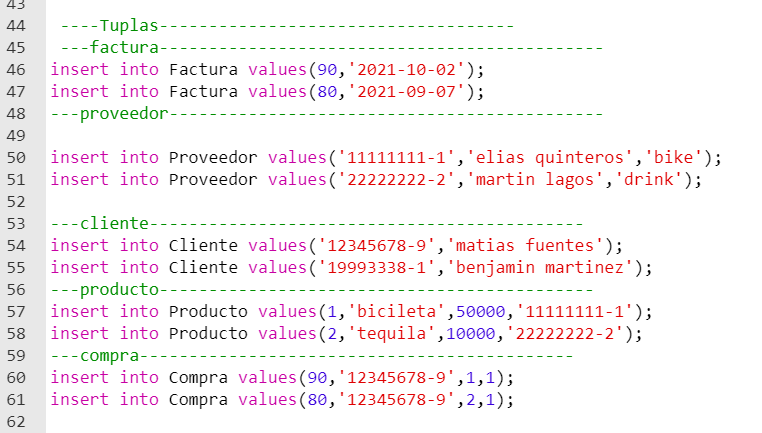 43
44 ----Tuplas------------------------------------
45 ---factura---------------------------------------------
46 insert into Factura values(90,'2021-10-02');
47 insert into Factura values(80,'2021-09-07');
48 ---proveedor--------------------------------------------
49
50 insert into Proveedor values('11111111-1','elias quinteros','bike');
51 insert into Proveedor values('22222222-2','martin lagos','drink');
52
53 ---cliente--------------------------------------------
54 insert into Cliente values('12345678-9','matias fuentes');
55 insert into Cliente values('19993338-1','benjamin martinez');
56 ---producto--------------------------------------------
57 insert into Producto values(1,'bicileta',50000,'11111111-1');
58 insert into Producto values(2,'tequila',10000,'22222222-2');
59 ---compra--------------------------------------------
60 insert into Compra values(90,'12345678-9',1,1);
61 insert into Compra values(80,'12345678-9',2,1);
62